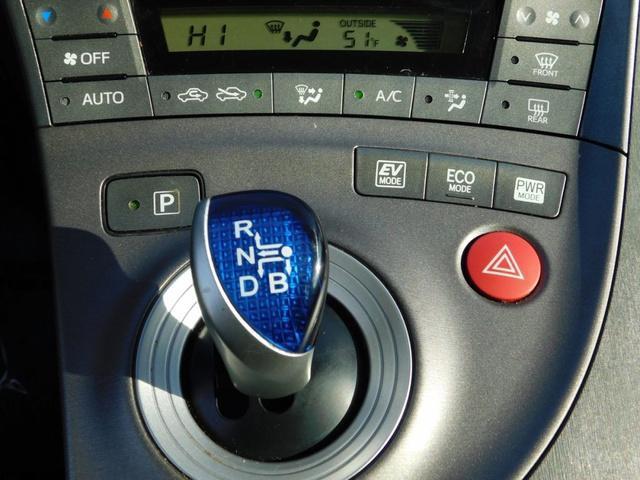 HI OUTSIDE 51°F
OFF
FRONT
AUTO A/C REAR
EV MODE ECO MODE PWR MODE
P
R
N
D B